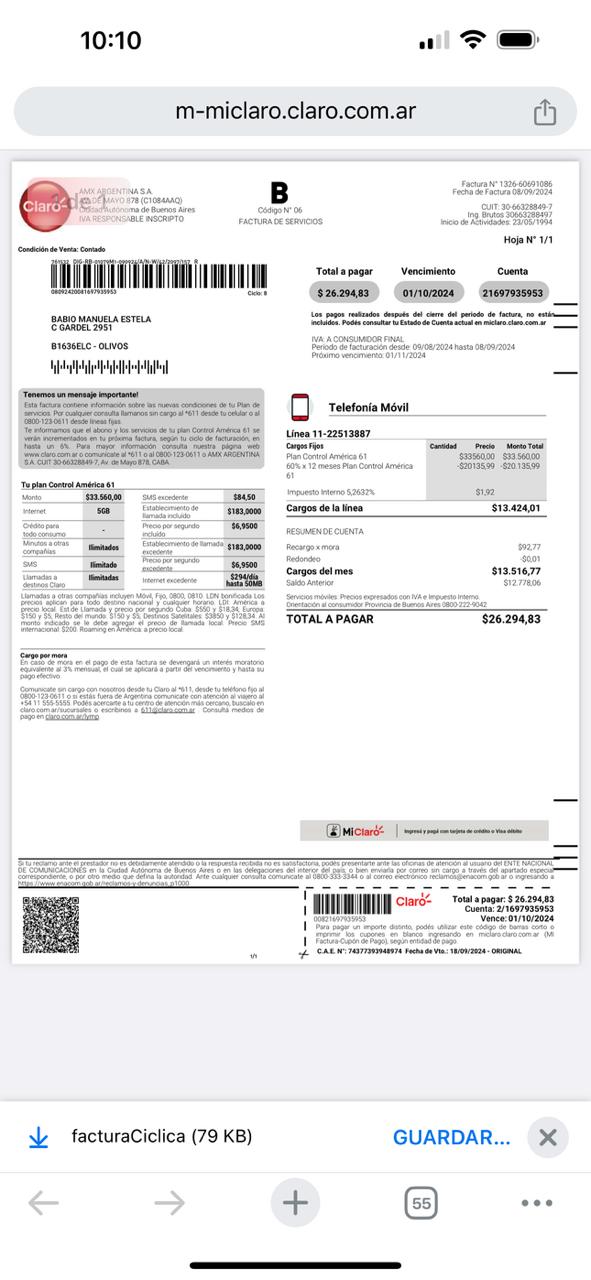 10:10
m-miclaro.claro.com.ar
Claro
AMX ARGENTINA S.A.
AV. DE MAYO 878 (C1084AAQ)
Ciudad Autónoma de Buenos Aires
IVA RESPONSABLE INSCRIPTO
B
Código N° 06
FACTURA DE SERVICIOS
Factura N° 1326-60691086
Fecha de Factura 08/09/2024
CUIT: 30-66328849-7
Ing. Brutos 30663288497
Inicio de Actividades: 23/05/1994
Hoja N° 1/1
Condición de Venta: Contado
08092420081697935953
Ciclo: 8
Total a pagar Vencimiento Cuenta
$ 26.294,83 01/10/2024 21697935953
Los pagos realizados después del cierre del periodo de factura, no están
incluidos. Podés consultar tu Estado de Cuenta actual en miclaro.claro.com.ar
IVA: A CONSUMIDOR FINAL
Período de facturación desde: 09/08/2024 hasta 08/09/2024
Próximo vencimiento: 01/11/2024
BABIO MANUELA ESTELA
C GARDEL 2951
B1636ELC - OLIVOS
Tenemos un mensaje importante!
Esta factura contiene información sobre las nuevas condiciones de tu Plan de
servicios. Por cualquier consulta llamanos sin cargo al *611 desde tu celular o al
0800-123-0611 desde líneas fijas.
Te informamos que el abono y los servicios de tu plan Control América 61 se
verán incrementados en tu próxima factura, según tu ciclo de facturación, en
hasta un 6%. Para mayor información consulta nuestra página web
www.claro.com.ar o comunicate al *611 o al 0800-123-0611 o AMX ARGENTINA
S.A. CUIT 30-66328849-7, Av. de Mayo 878, CABA.
Tu plan Control América 61
Monto $33.560,00 SMS excedente $84,50
Internet 5GB Establecimiento de llamada incluído $183,0000
Crédito para todo consumo - Precio por segundo incluído $6,9500
Minutos a otras compañías Ilimitados Establecimiento de llamada excedente $183,0000
SMS Ilimitado Precio por segundo excedente $6,9500
Llamadas a destinos Claro Ilimitados Internet excedente $294/día hasta 50MB
Llamadas a otras compañías incluyen Móvil, Fijo, 0800, 0810. LDN bonificada Los
precios aplican para todo destino nacional y cualquier horario. LDI: América a
precio local. Est.de Llamada y precio por segundo Cuba: $550 y $18,34; Europa:
$150 y $5, Resto del mundo: $150 y $5, Destinos Satelitales: $3850 y $128,34. Al
monto indicado se le debe agregar el precio de llamada local. Precio SMS
internacional: $200. Roaming en América: a precio local.
Cargo por mora
En caso de mora en el pago de esta factura se devengará un interés moratorio
equivalente al 3% mensual, el cual se aplicará a partir del vencimiento y hasta su
pago efectivo.
Comunicate sin cargo con nosotros desde tu Claro al *611, desde tu teléfono fijo al
0800-123-0611 o si estás fuera de Argentina comunicate con atención al viajero al
+54 11 555-5555. Podés acercarte a tu centro de atención más cercano, buscalo en
claro.com.ar/sucursales o escribinos a 611@claro.com.ar . Consultá medios de
pago en claro.com.ar/lymp
Telefonía Móvil
Línea 11-22513887
Cargos Fijos Cantidad Precio Monto Total
Plan Control América 61 $33560,00 $33.560,00
60% x 12 meses Plan Control América -$20135,99 -$20.135,99
61
Impuesto Interno 5,2632% $1,92
Cargos de la línea $13.424,01
RESUMEN DE CUENTA
Recargo x mora $92,77
Redondeo -$0,01
Cargos del mes $13.516,77
Saldo Anterior $12.778,06
Servicios móviles: Precios expresados con IVA e Impuesto Interno.
Orientación al consumidor Provincia de Buenos Aires 0800-222-9042
TOTAL A PAGAR $26.294,83
Mi Claro
Ingresá y pagá con tarjeta de crédito o Visa débito
Si tu reclamo ante el prestador no es debidamente atendido o la respuesta recibida no es satisfactoria, podés presentarte ante las oficinas de atención al usuario del ENTE NACIONAL
DE COMUNICACIONES en la Ciudad Autónoma de Buenos Aires o en las delegaciones del interior del país; o bien enviarla por correo sin cargo a través del apartado especial
correspondiente, o por otro medio que defina la autoridad. Ante cualquier consulta comunicate al 0800-333-3344 o al correo electrónico reclamos@enacom.gob.ar o ingresando a
https://www.enacom.gob.ar/reclamos-y-denuncias_p1000
00821697935953
Claro
Total a pagar: $ 26.294,83
Cuenta: 2/1697935953
Vence: 01/10/2024
Para pagar un importe distinto, podés utilizar este código de barras corto o
imprimir los cupones en blanco ingresando en miclaro.claro.com.ar (MI
Factura-Cupón de Pago), según entidad de pago.
C.A.E. N°: 74377393948974 Fecha de Vto.: 18/09/2024 - ORIGINAL
1/1
facturaCiclica (79 KB)
GUARDAR...
55